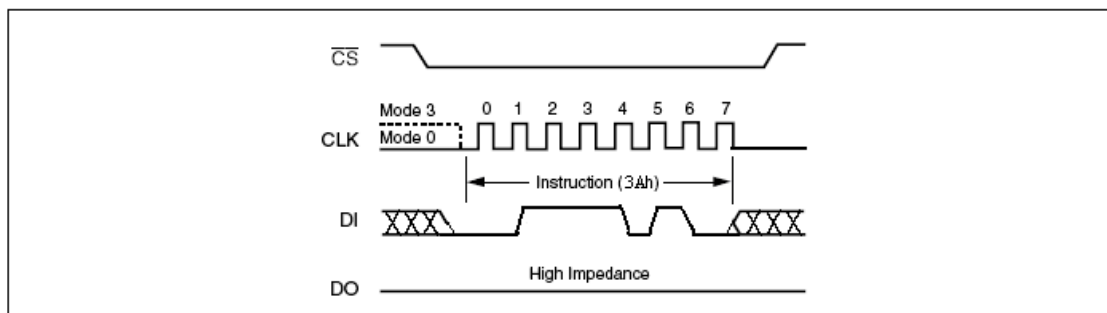 CS
Mode 3 0 1 2 3 4 5 6 7
CLK Mode 0
Instruction (3Ah)
DI
High Impedance
DO